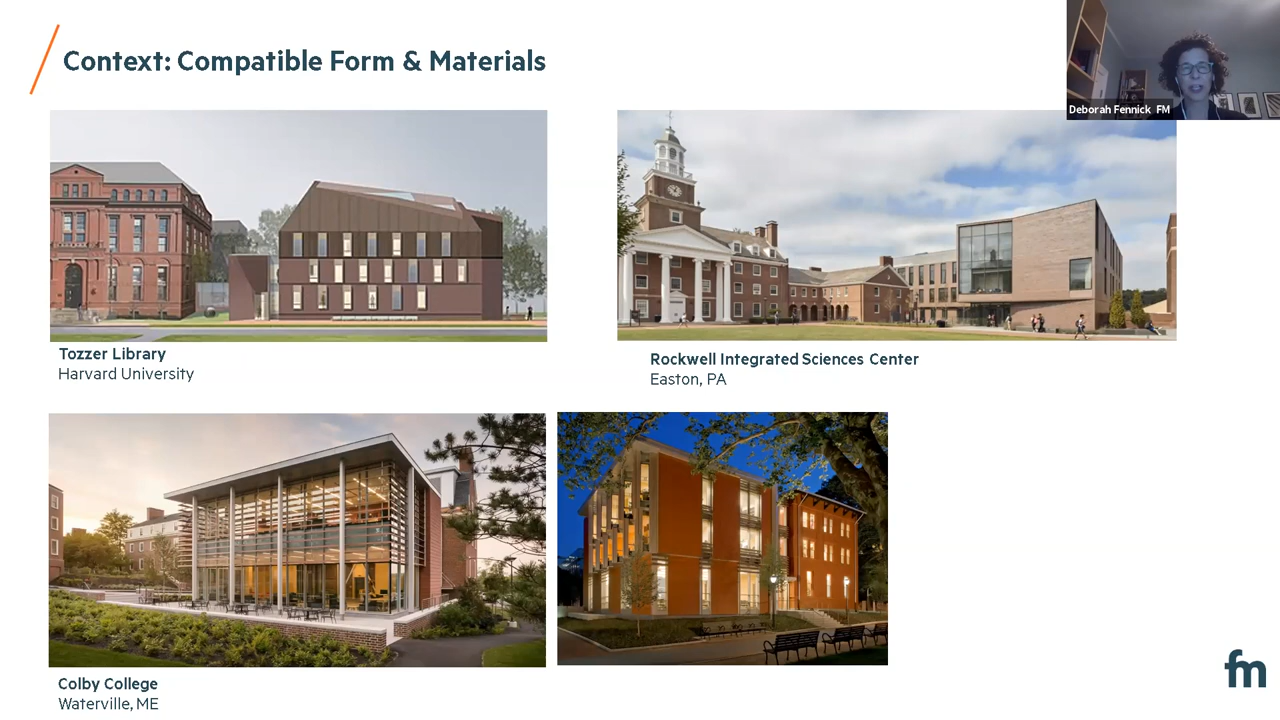 Context: Compatible Form & Materials
Deborah Fennick FM
Tozzer Library
Harvard University
Rockwell Integrated Sciences Center
Easton, PA
Colby College
Waterville, ME
fm